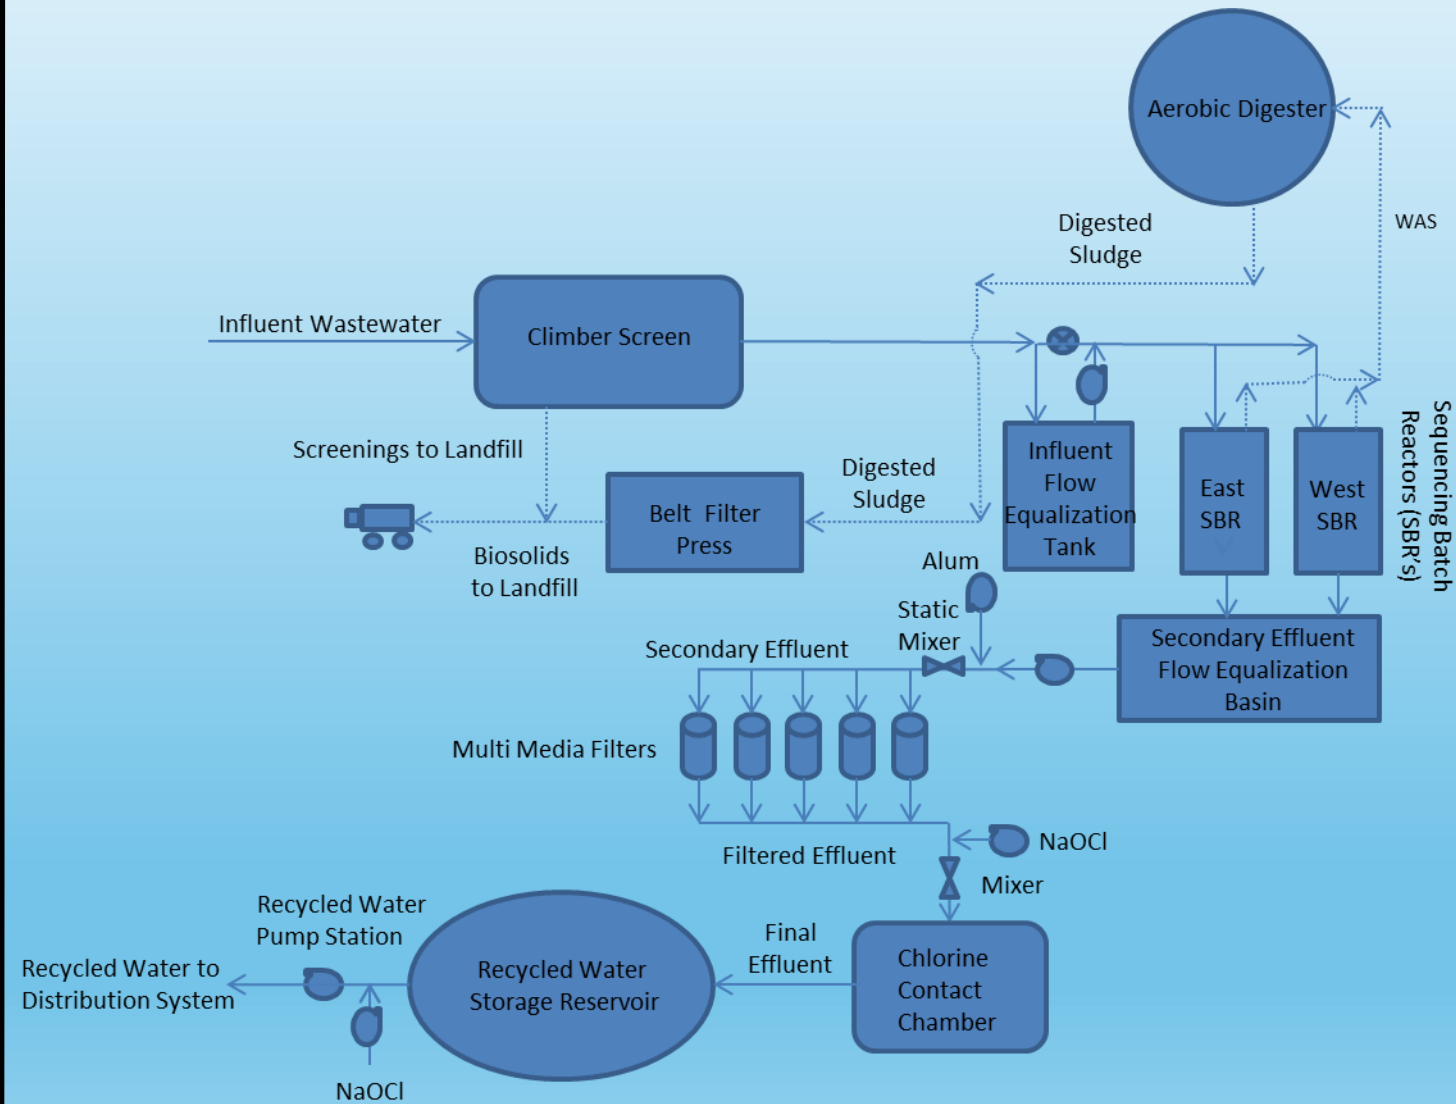 Aerobic Digester
WAS
Digested
Sludge
Influent Wastewater
Climber Screen
Screenings to Landfill
Digested
Sludge
Belt Filter
Press
Biosolids
to Landfill
Influent
Flow
Equalization
Tank
East
SBR
West
SBR
Sequencing Batch
Reactors (SBR's)
Alum
Static
Mixer
Secondary Effluent
Secondary Effluent
Flow Equalization
Basin
Multi Media Filters
Filtered Effluent
NaOCl
Mixer
Chlorine
Contact
Chamber
Final
Effluent
Recycled Water
Storage Reservoir
Recycled Water
Pump Station
Recycled Water to
Distribution System
NaOCl